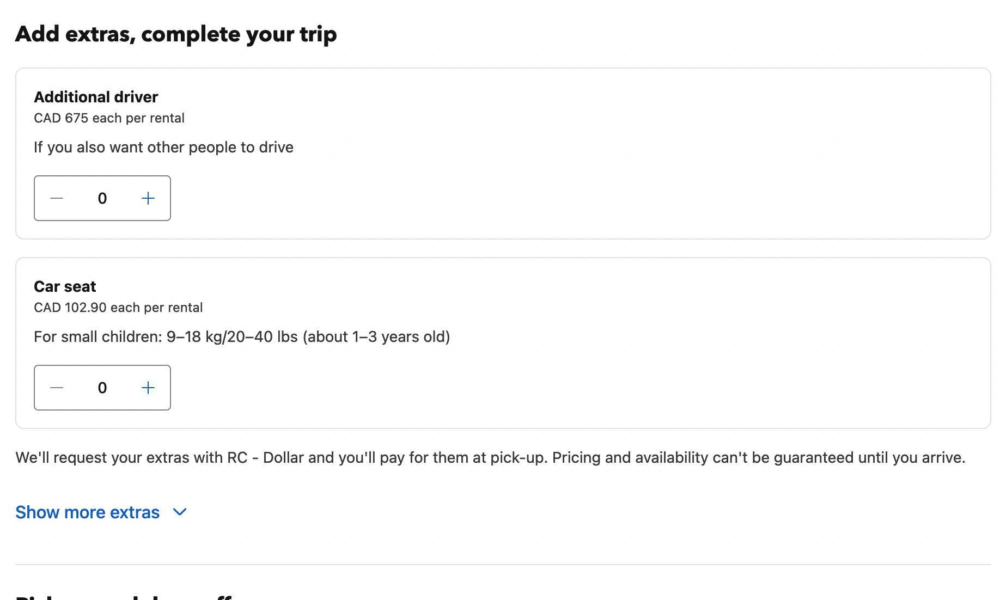 Add extras, complete your trip
Additional driver
CAD 675 each per rental
If you also want other people to drive
0
Car seat
CAD 102.90 each per rental
For small children: 9–18 kg/20–40 lbs (about 1–3 years old)
0
We'll request your extras with RC - Dollar and you'll pay for them at pick-up. Pricing and availability can't be guaranteed until you arrive.
Show more extras